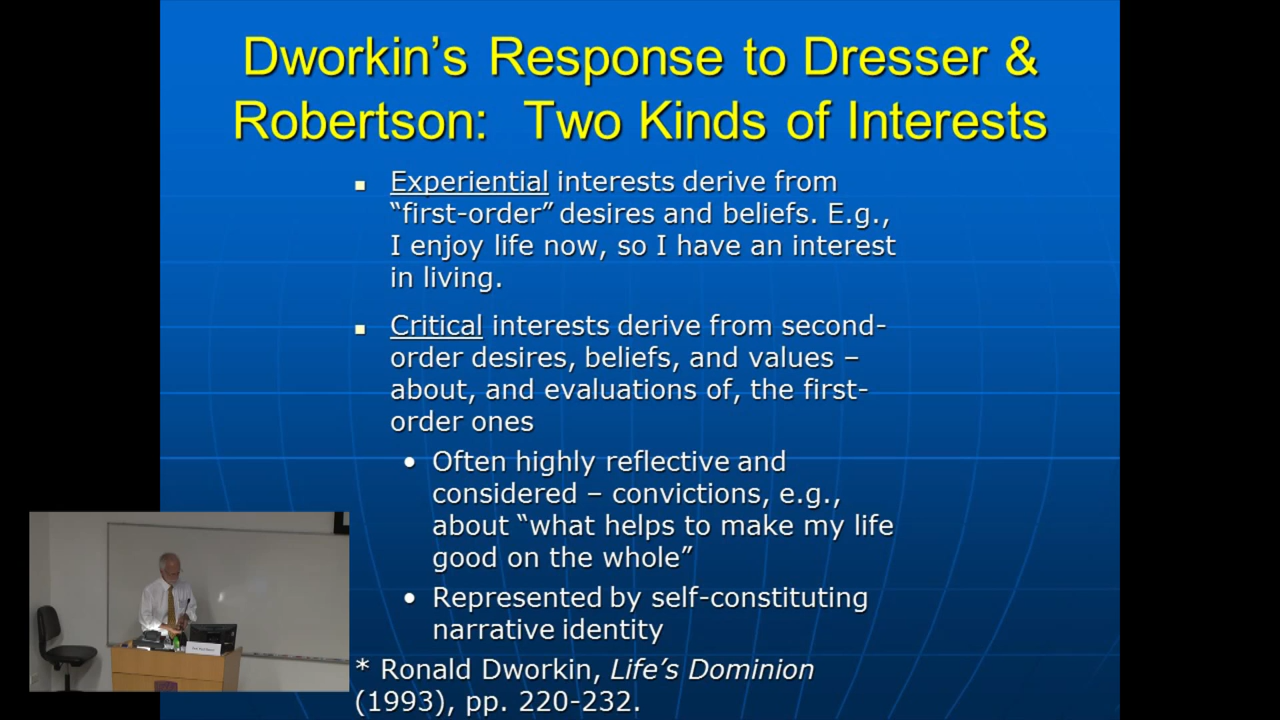 Dworkin's Response to Dresser &
Robertson: Two Kinds of Interests
Experiential interests derive from
“first-order” desires and beliefs. E.g.,
I enjoy life now, so I have an interest
in living.
Critical interests derive from second-
order desires, beliefs, and values –
about, and evaluations of, the first-
order ones
• Often highly reflective and
considered – convictions, e.g.,
about “what helps to make my life
good on the whole”
• Represented by self-constituting
narrative identity
* Ronald Dworkin, Life's Dominion
(1993), pp. 220-232.